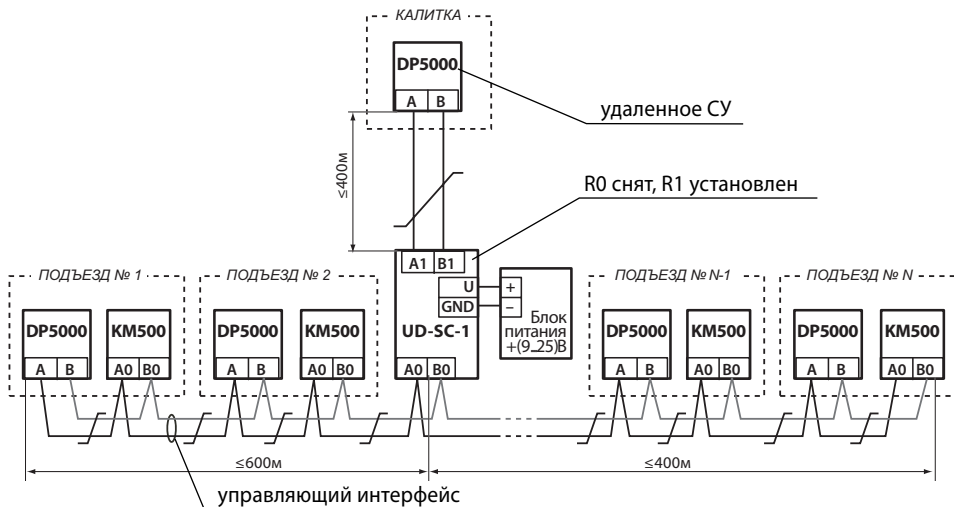 КАЛИТКА
DP5000
A B
удаленное СУ
≤400м
R0 снят, R1 установлен
A1 B1
U +
GND –
UD-SC-1
Блок
питания
+(9..25)В
A0 B0
ПОДЪЕЗД № 1
DP5000 KM500
A B A0 B0
ПОДЪЕЗД № 2
DP5000 KM500
A B A0 B0
ПОДЪЕЗД № N-1
DP5000 KM500
A B A0 B0
ПОДЪЕЗД № N
DP5000 KM500
A B A0 B0
≤600м
≤400м
управляющий интерфейс